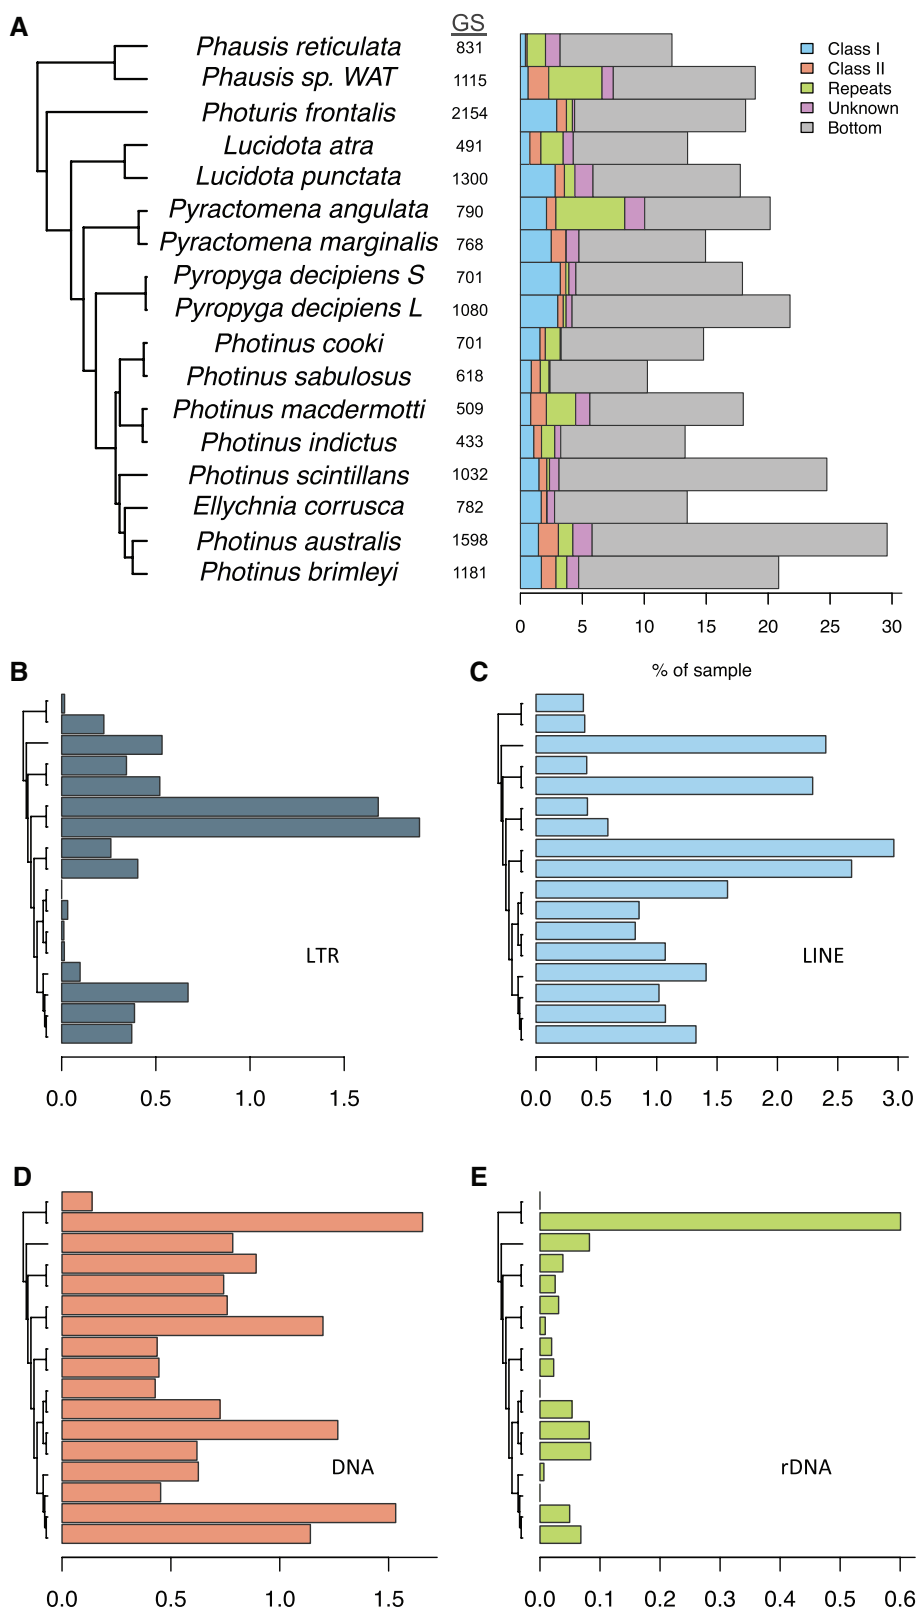 A
GS
Phausis reticulata 831
Phausis sp. WAT 1115
Photuris frontalis 2154
Lucidota atra 491
Lucidota punctata 1300
Pyractomena angulata 790
Pyractomena marginalis 768
Pyropyga decipiens S 701
Pyropyga decipiens L 1080
Photinus cooki 701
Photinus sabulosus 618
Photinus macdermotti 509
Photinus indictus 433
Photinus scintillans 1032
Ellychnia corrusca 782
Photinus australis 1598
Photinus brimleyi 1181
Class I
Class II
Repeats
Unknown
Bottom
0 5 10 15 20 25 30
% of sample
B
LTR
0.0 0.5 1.0 1.5
C
LINE
0.0 0.5 1.0 1.5 2.0 2.5 3.0
D
DNA
0.0 0.5 1.0 1.5
E
rDNA
0.0 0.1 0.2 0.3 0.4 0.5 0.6